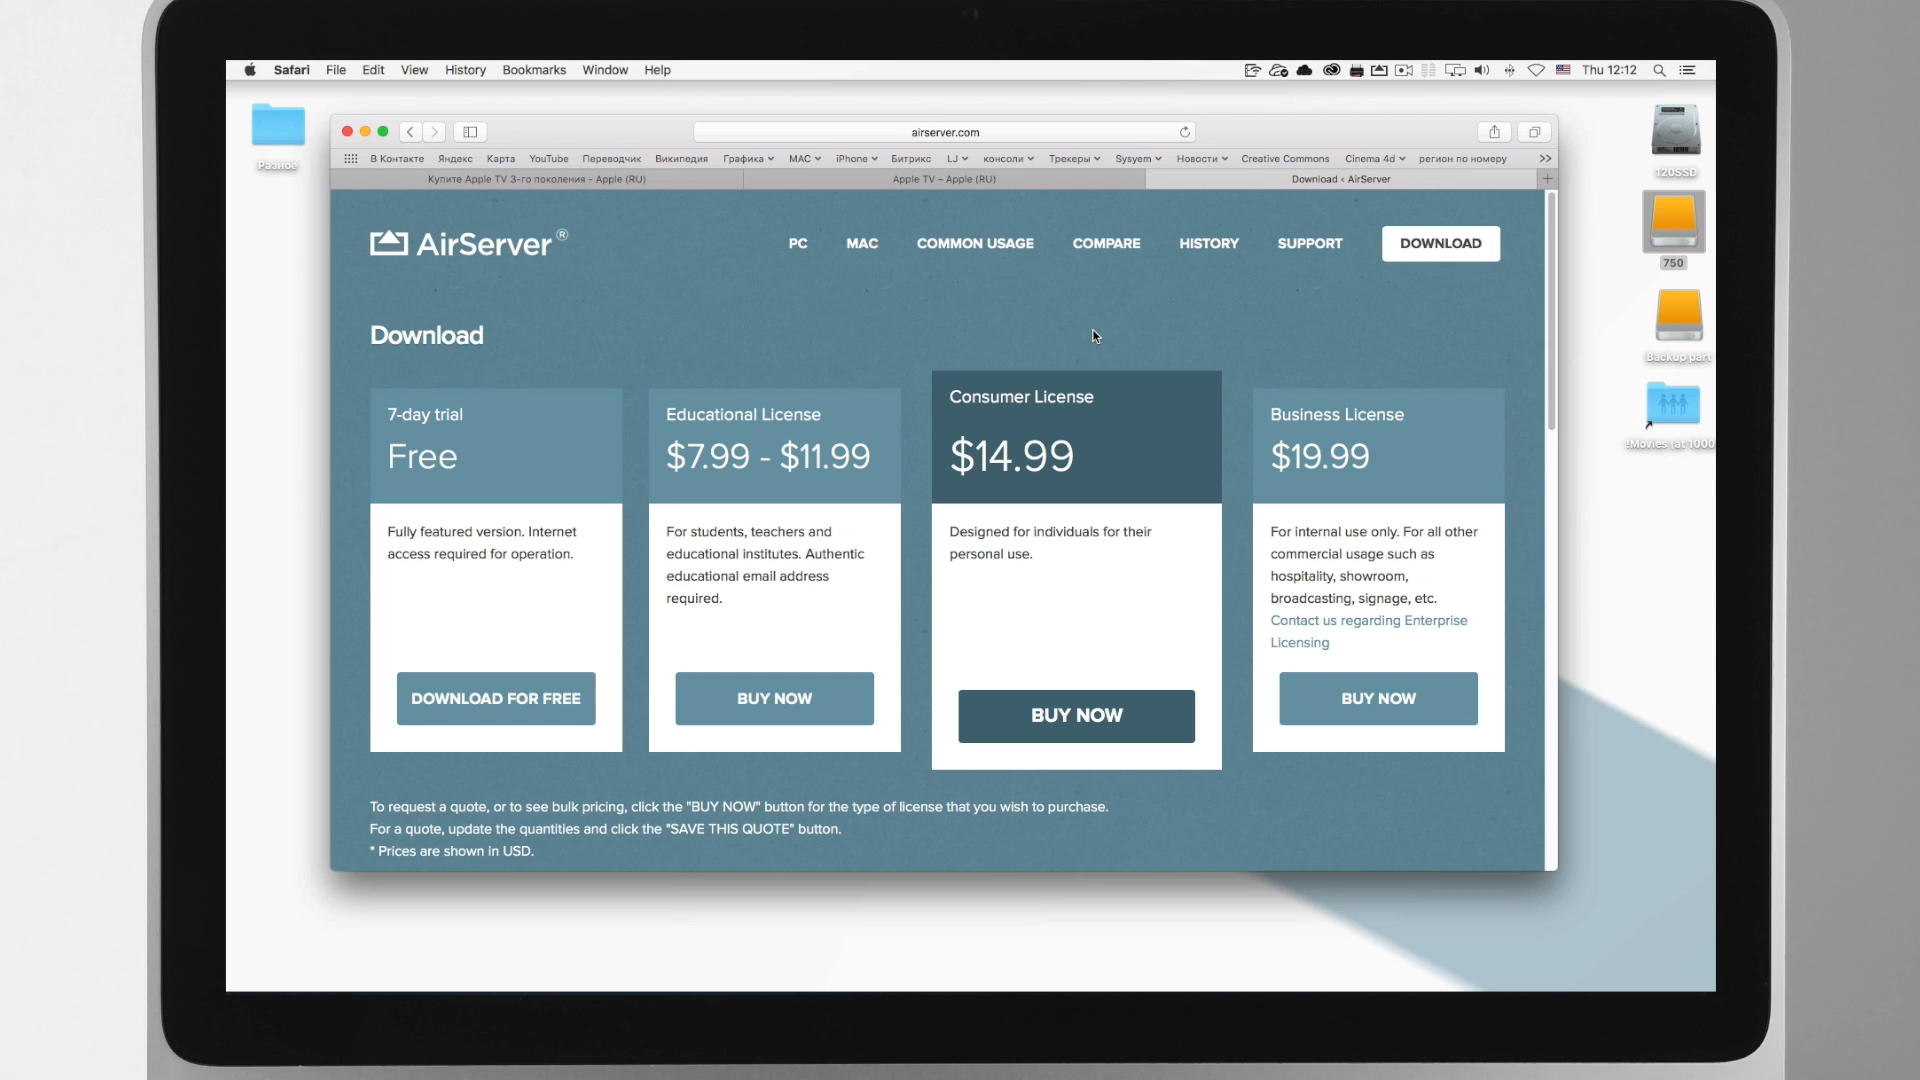 Safari File Edit View History Bookmarks Window Help
Thu 12:12
Разное
airserver.com
В Контакте Яндекс Карта YouTube Переводчик Википедия Графика MAC iPhone Битрикс LJ консоли Трекеры Sysyem Новости Creative Commons Cinema 4d регион по номеру
Купите Apple TV 3-го поколения - Apple (RU)
Apple TV – Apple (RU)
Download ‹ AirServer
120SSD
750
Backup part
!Movies (at 1000
AirServer®
PC MAC COMMON USAGE COMPARE HISTORY SUPPORT DOWNLOAD
Download
7-day trial
Free
Fully featured version. Internet
access required for operation.
DOWNLOAD FOR FREE
Educational License
$7.99 - $11.99
For students, teachers and
educational institutes. Authentic
educational email address
required.
BUY NOW
Consumer License
$14.99
Designed for individuals for their
personal use.
BUY NOW
Business License
$19.99
For internal use only. For all other
commercial usage such as
hospitality, showroom,
broadcasting, signage, etc.
Contact us regarding Enterprise
Licensing
BUY NOW
To request a quote, or to see bulk pricing, click the "BUY NOW" button for the type of license that you wish to purchase.
For a quote, update the quantities and click the "SAVE THIS QUOTE" button.
* Prices are shown in USD.